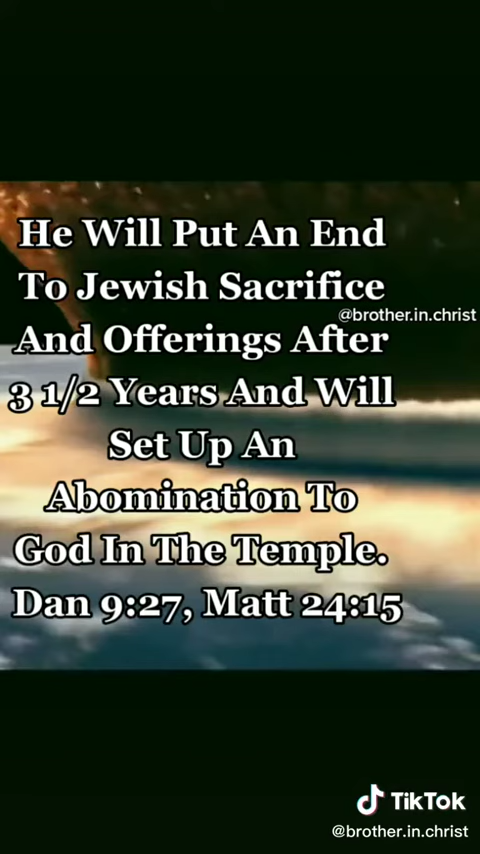 He Will Put An End
To Jewish Sacrifice
@brother.in.christ
And Offerings After
3 1/2 Years And Will
Set Up An
Abomination To
God In The Temple.
Dan 9:27, Matt 24:15
TikTok
@brother.in.christ